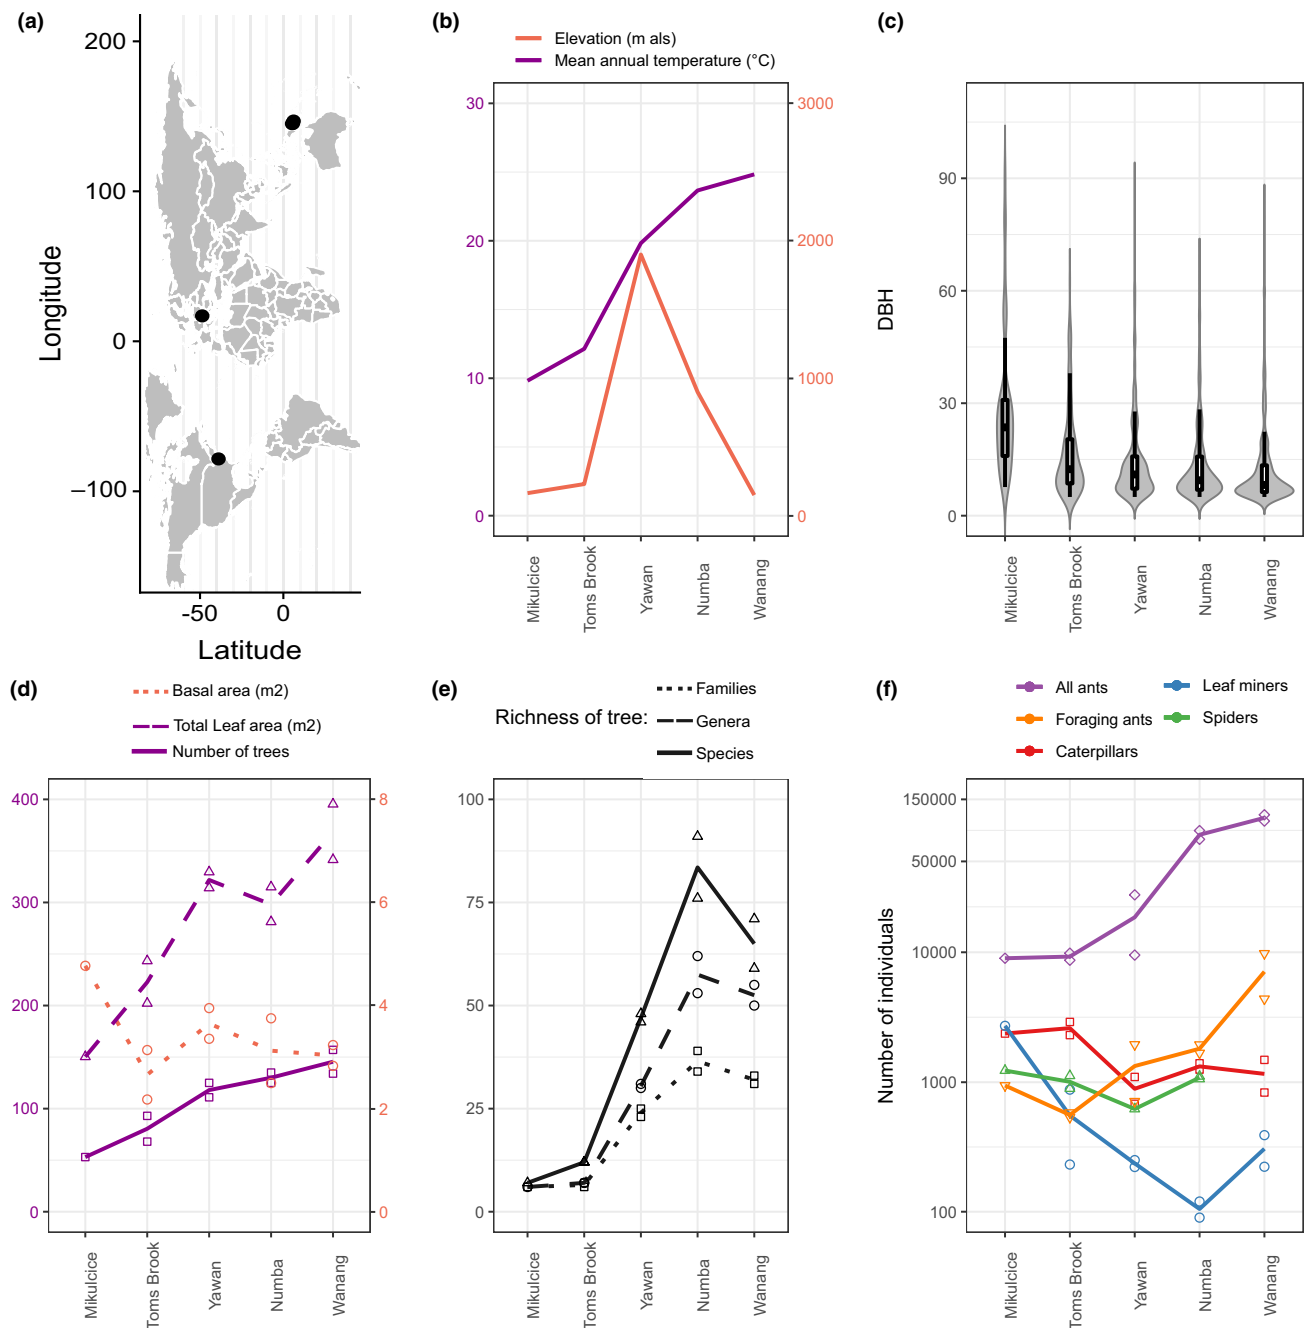 (a)
200
100
0
−100
Longitude
-50
0
Latitude
(b)
Elevation (m als)
Mean annual temperature (°C)
30
20
10
0
3000
2000
1000
0
Mikulcice
Toms Brook
Yawan
Numba
Wanang
(c)
DBH
90
60
30
0
Mikulcice
Toms Brook
Yawan
Numba
Wanang
(d)
Basal area (m2)
Total Leaf area (m2)
Number of trees
400
300
200
100
0
8
6
4
2
0
Mikulcice
Toms Brook
Yawan
Numba
Wanang
(e)
Richness of tree:
Families
Genera
Species
100
75
50
25
0
Mikulcice
Toms Brook
Yawan
Numba
Wanang
(f)
All ants
Foraging ants
Caterpillars
Leaf miners
Spiders
Number of individuals
150000
50000
10000
1000
100
Mikulcice
Toms Brook
Yawan
Numba
Wanang